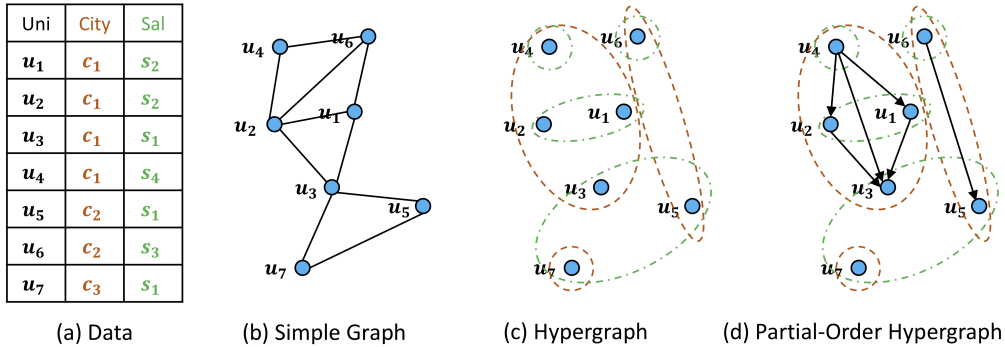 Uni City Sal
u₁ c₁ s₂
u₂ c₁ s₂
u₃ c₁ s₁
u₄ c₁ s₄
u₅ c₂ s₁
u₆ c₂ s₃
u₇ c₃ s₁
(a) Data
u₆
u₄
u₁
u₂
u₃
u₅
u₇
(b) Simple Graph
u₆
u₄
u₁
u₂
u₃
u₅
u₇
(c) Hypergraph
u₆
u₄
u₁
u₂
u₃
u₅
u₇
(d) Partial-Order Hypergraph